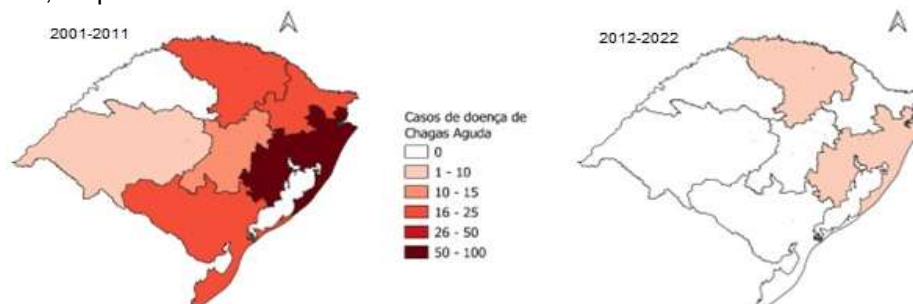 2001-2011
2012-2022
Casos de doença de
Chagas Aguda
0
1 - 10
10 - 15
16 - 25
26 - 50
50 - 100